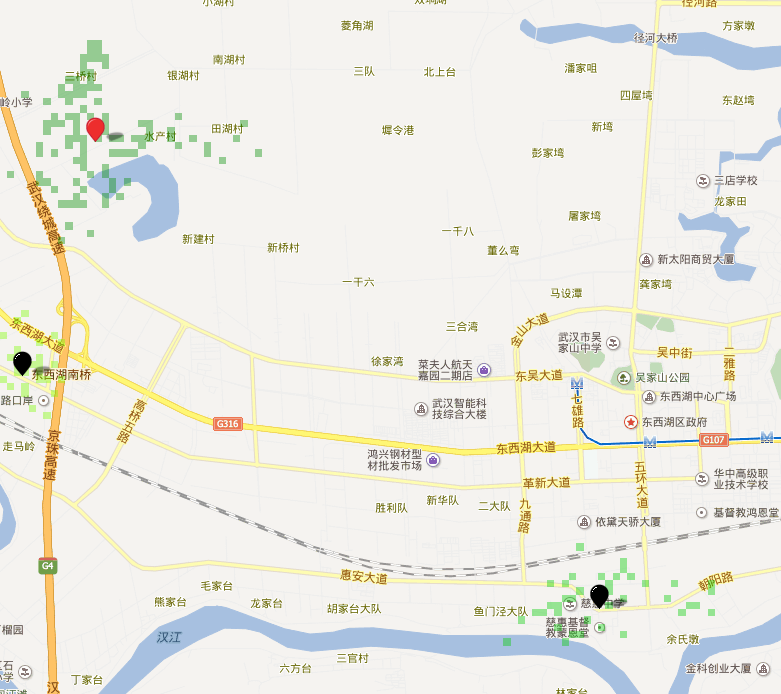 小湖村
双垧湖
径河路
菱角湖
方家墩
径河大桥
南湖村
三桥村
银湖村
三队
北上台
潘家咀
岭小学
四屋塆
东赵塆
田湖村
水产村
墀令港
新塆
彭家塆
三店学校
龙家田
武汉绕城高速
屠家塆
新建村
新桥村
一千八
董么弯
新太阳商贸大厦
一千六
龚家塆
马设潭
东西湖大道
三合湾
金山大道
武汉市吴
家山中学
徐家湾
菜夫人航天
嘉园二期店
吴中街
二雅路
东西湖南桥
东吴大道
吴家山公园
路口岸
高桥五路
武汉智能科
技综合大楼
七雄路
东西湖中心广场
东西湖区政府
G316
走马岭
京珠高速
东西湖大道
G107
鸿兴钢材型
材批发市场
五环大道
华中高级职
业技术学校
革新大道
新华队
胜利队
二大队
九通路
依黛天骄大厦
基督教鸿恩堂
G4
惠安大道
朝阳路
毛家台
熊家台
龙家台
胡家台大队
鱼门泾大队
慈惠中学
慈惠基督
教蒙恩堂
榴园
汉江
余氏墩
三官村
六方台
金科创业大厦
丁家台
汉
林家台